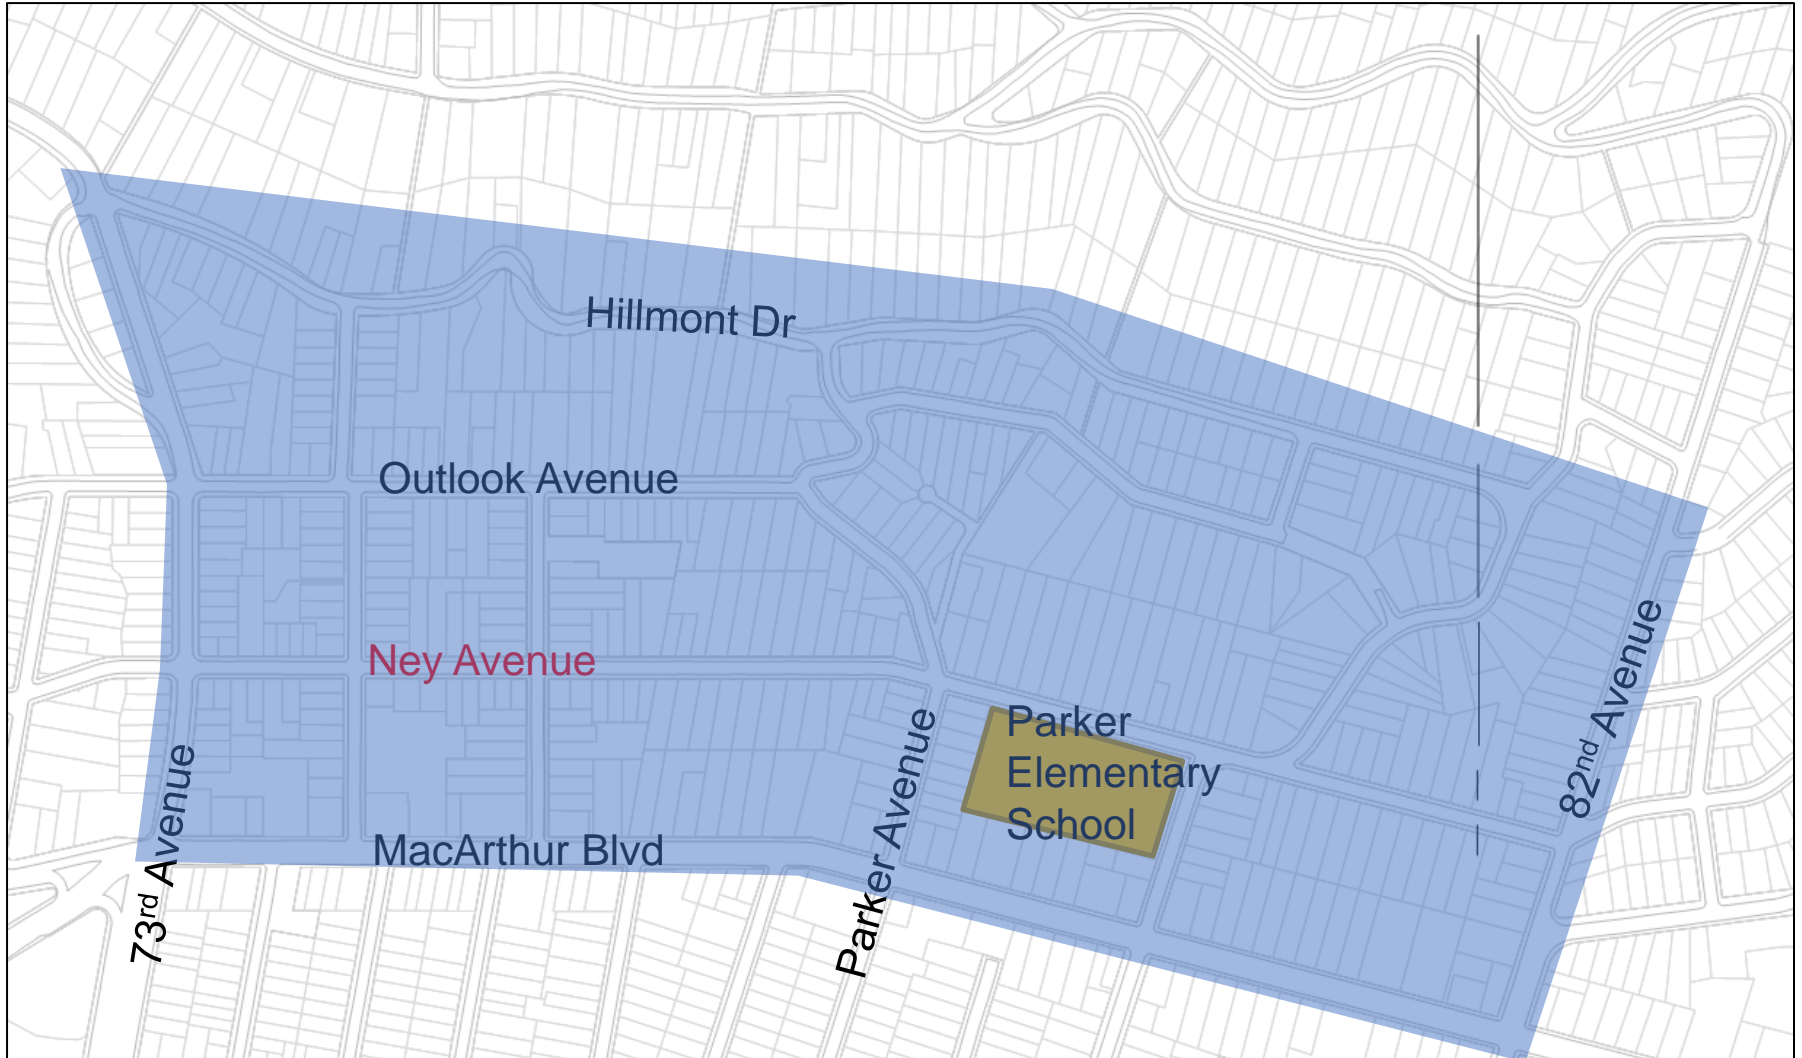 Hillmont Dr
Outlook Avenue
Ney Avenue
Parker
Elementary
School
82nd Avenue
Parker Avenue
MacArthur Blvd
73rd Avenue